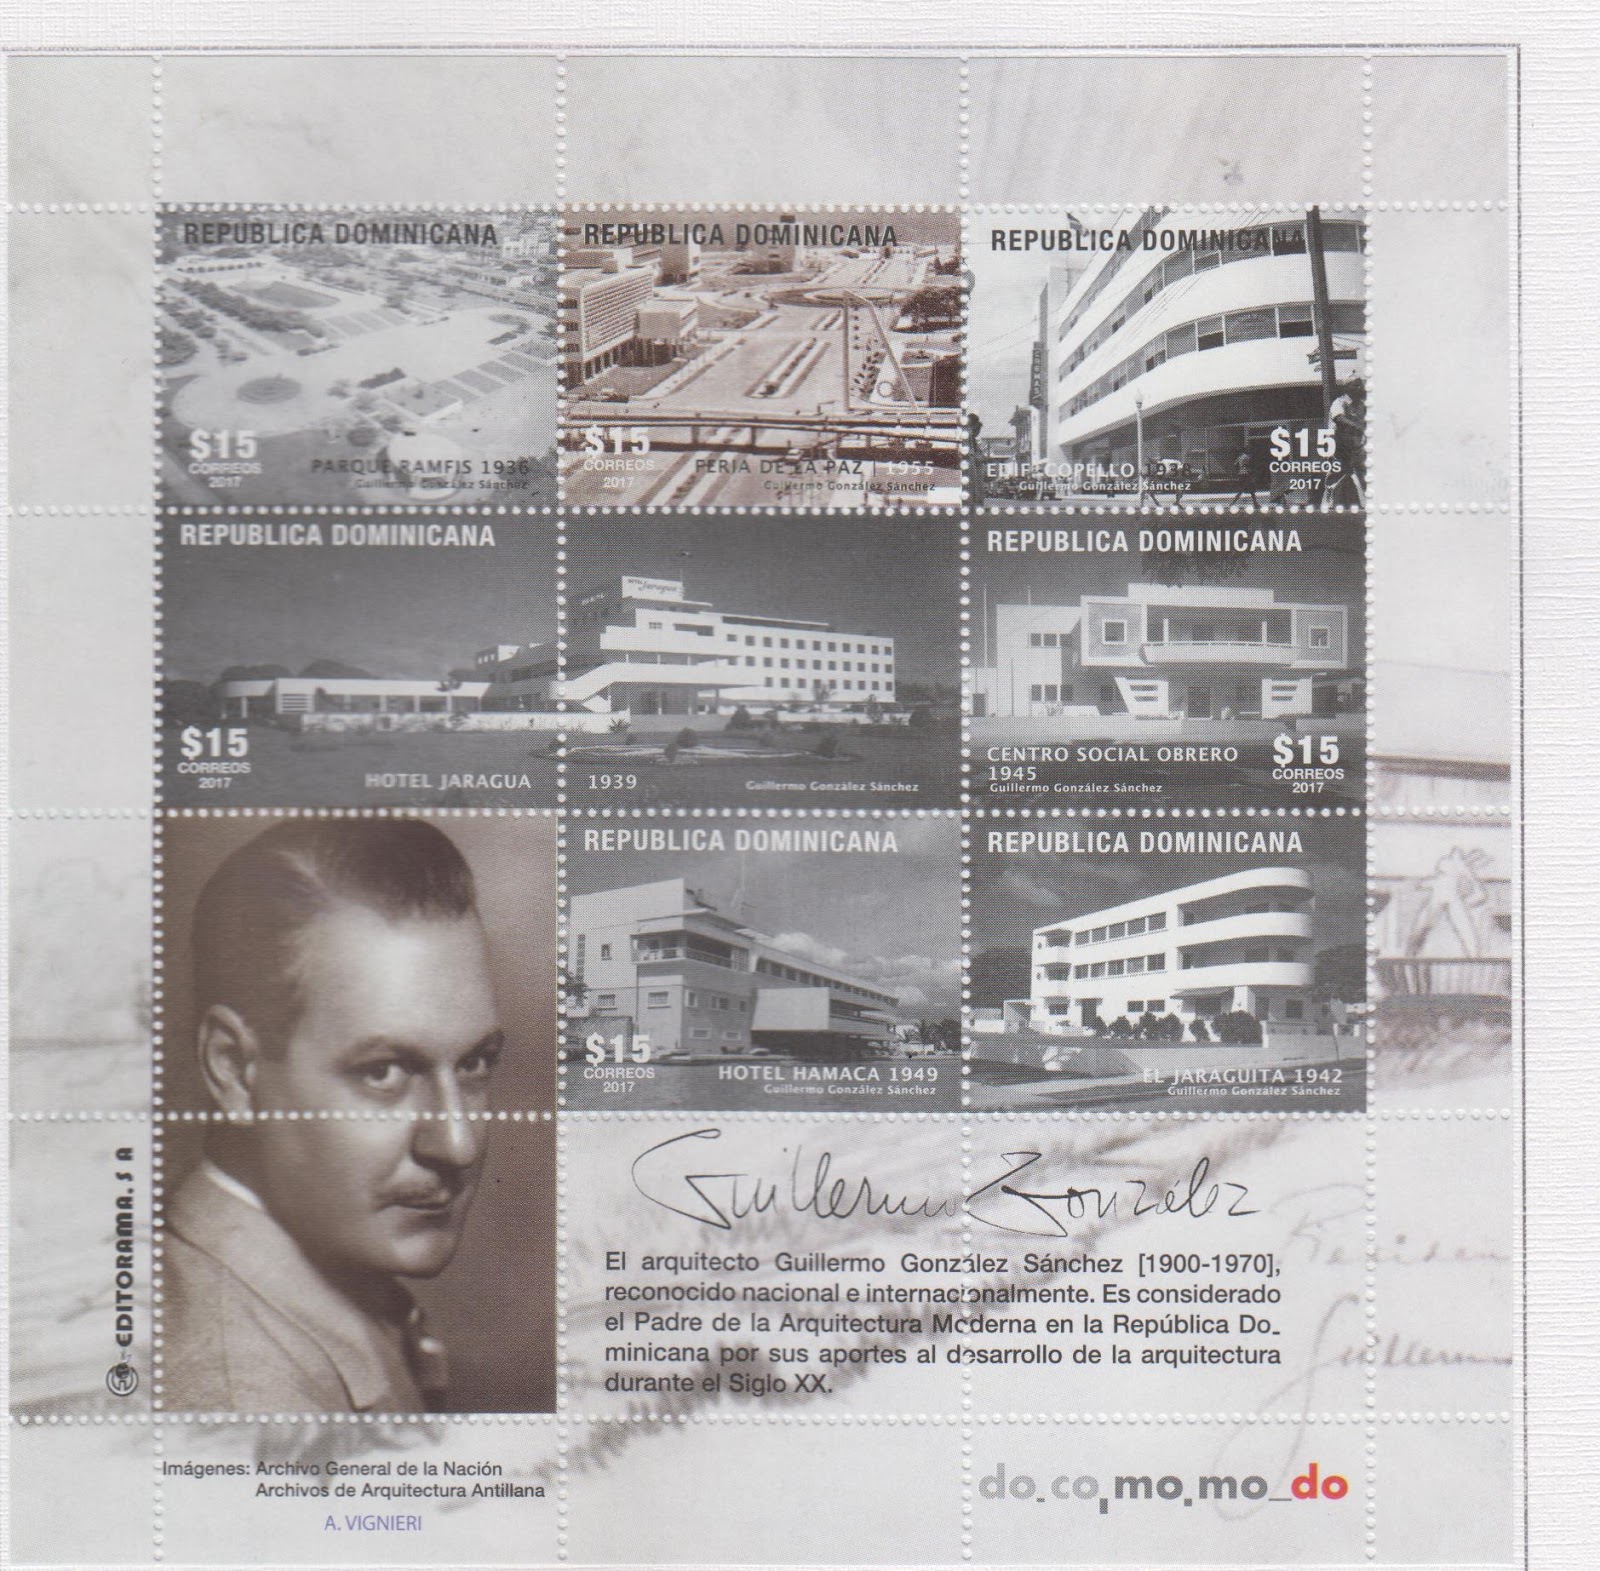 REPUBLICA DOMINICANA
$15
CORREOS
2017
PARQUE RAMFIS 1936
Guillermo González Sánchez
REPUBLICA DOMINICANA
$15
CORREOS
2017
FERIA DE LA PAZ | 1955
Guillermo González Sánchez
REPUBLICA DOMINICANA
EDIF. COPELLO
Guillermo González Sánchez
$15
CORREOS
2017
REPUBLICA DOMINICANA
Jaragua
$15
CORREOS
2017
HOTEL JARAGUA
1939
Guillermo González Sánchez
REPUBLICA DOMINICANA
CENTRO SOCIAL OBRERO
1945
Guillermo González Sánchez
$15
CORREOS
2017
REPUBLICA DOMINICANA
$15
CORREOS
2017
HOTEL HAMACA 1949
Guillermo González Sánchez
REPUBLICA DOMINICANA
EL JARAGUITA 1942
Guillermo González Sánchez
EDITORAMA. S A
Guillermo González
El arquitecto Guillermo González Sánchez [1900-1970],
reconocido nacional e internacionalmente. Es considerado
el Padre de la Arquitectura Moderna en la República Do-
minicana por sus aportes al desarrollo de la arquitectura
durante el Siglo XX.
Imágenes: Archivo General de la Nación
Archivos de Arquitectura Antillana
A. VIGNIERI
do_co_mo_mo_do